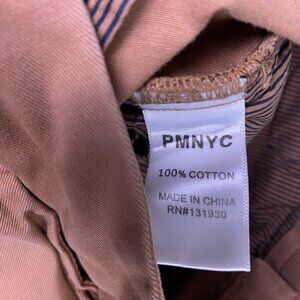 PMNYC
100% COTTON
MADE IN CHINA
RN#131930